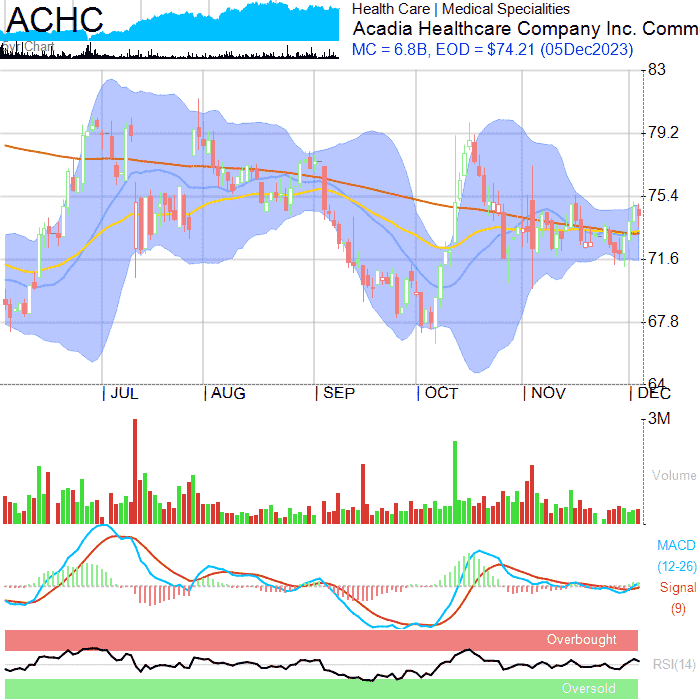 ACHC
Health Care | Medical Specialities
Acadia Healthcare Company Inc. Comm
MC = 6.8B, EOD = $74.21 (05Dec2023)
83
79.2
75.4
71.6
67.8
64
JUL AUG SEP OCT NOV DEC
3M
Volume
MACD
(12-26)
Signal
(9)
Overbought
RSI(14)
Oversold